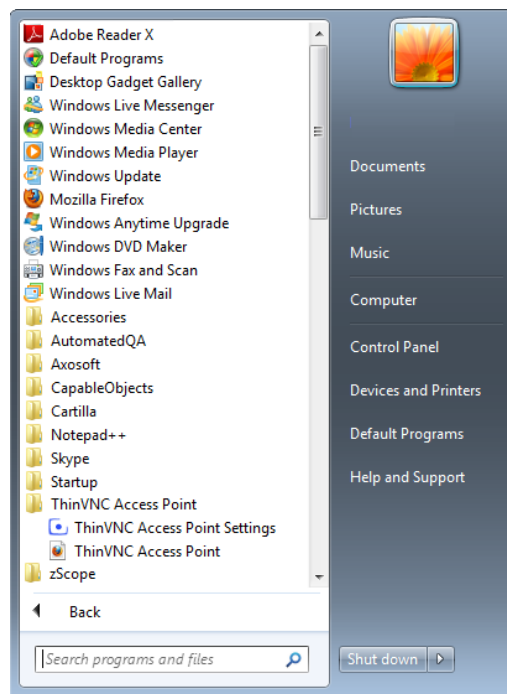 Adobe Reader X
Default Programs
Desktop Gadget Gallery
Windows Live Messenger
Windows Media Center
Windows Media Player
Windows Update
Mozilla Firefox
Windows Anytime Upgrade
Windows DVD Maker
Windows Fax and Scan
Windows Live Mail
Accessories
AutomatedQA
Axosoft
CapableObjects
Cartilla
Notepad++
Skype
Startup
ThinVNC Access Point
ThinVNC Access Point Settings
ThinVNC Access Point
zScope
Back
Search programs and files
Documents
Pictures
Music
Computer
Control Panel
Devices and Printers
Default Programs
Help and Support
Shut down